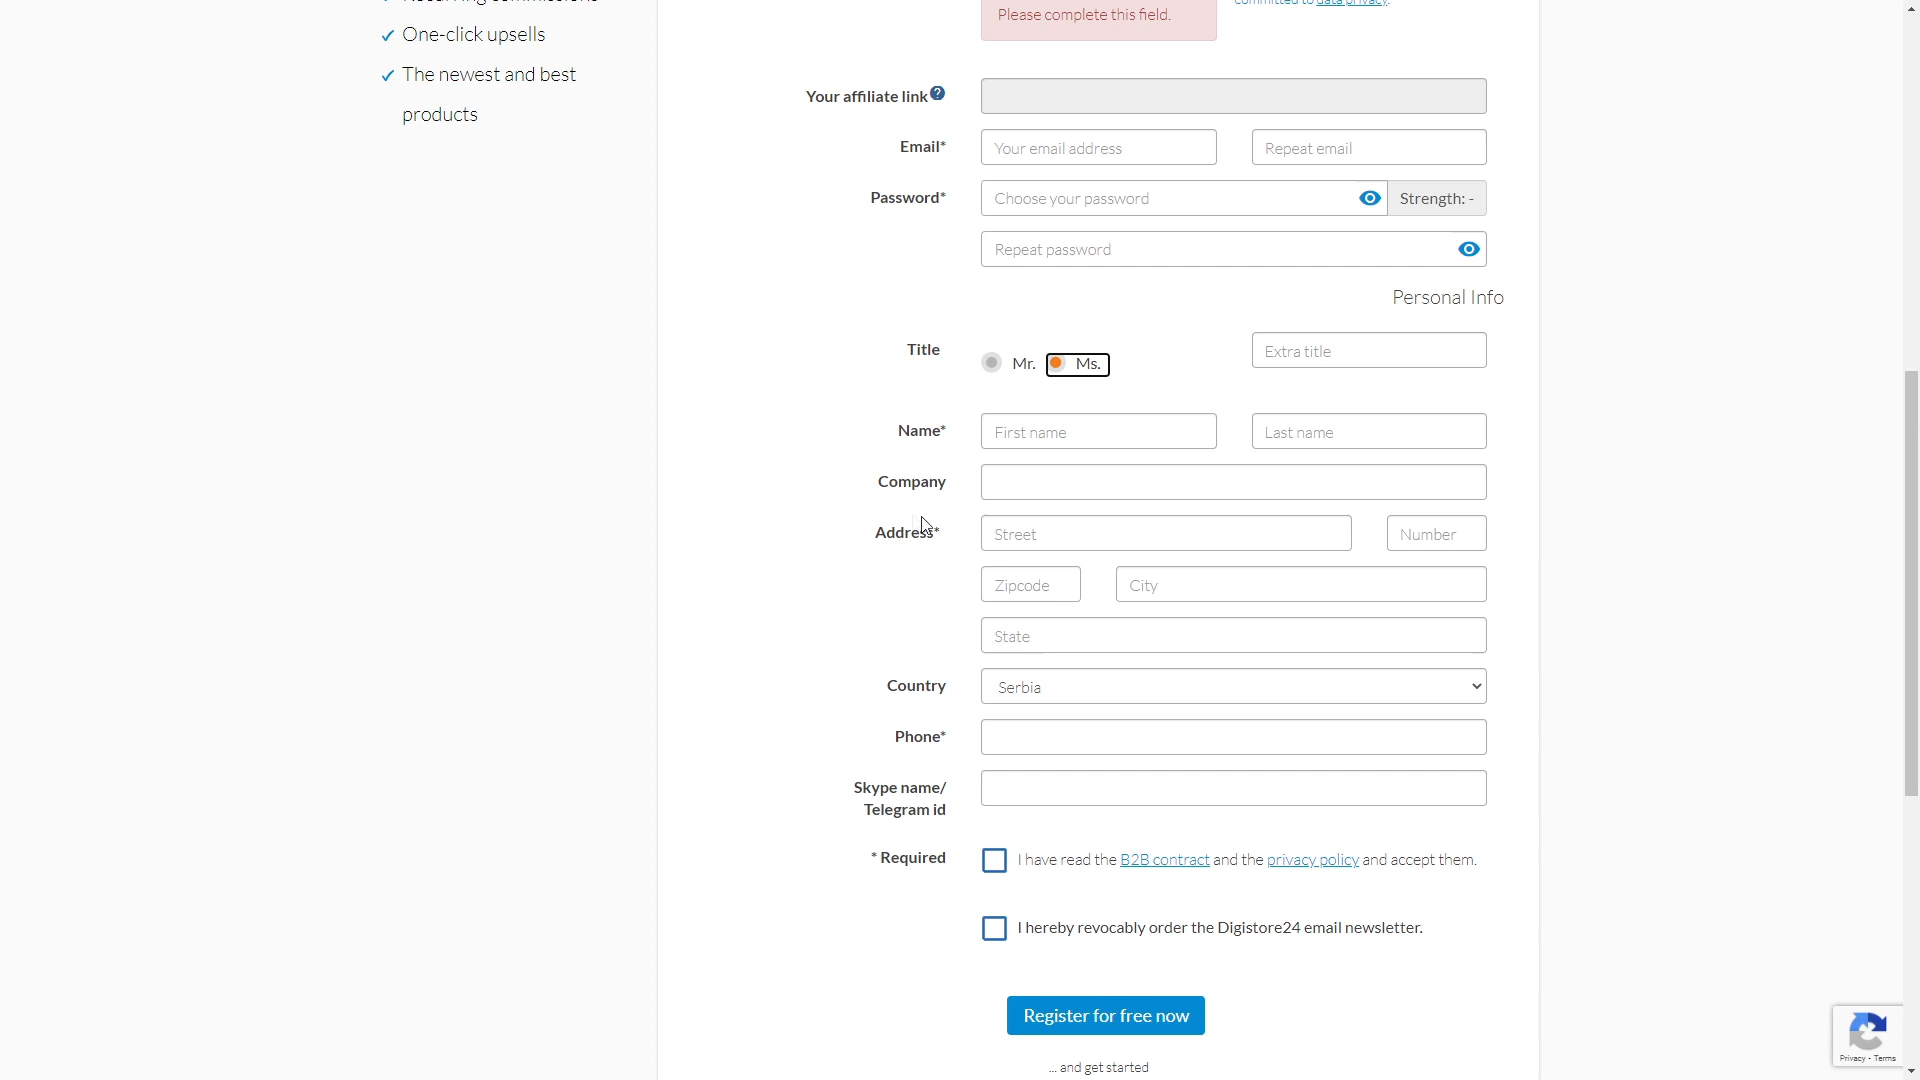 One-click upsells
The newest and best
products
Please complete this field.
data privacy.
Your affiliate link ?
Email* Your email address Repeat email
Password* Choose your password Strength: -
Repeat password
Personal Info
Title Mr. Ms. Extra title
Name* First name Last name
Company
Address* Street Number
Zipcode City
State
Country Serbia
Phone*
Skype name/
Telegram id
* Required I have read the B2B contract and the privacy policy and accept them.
I hereby revocably order the Digistore24 email newsletter.
Register for free now
... and get started
Privacy - Terms